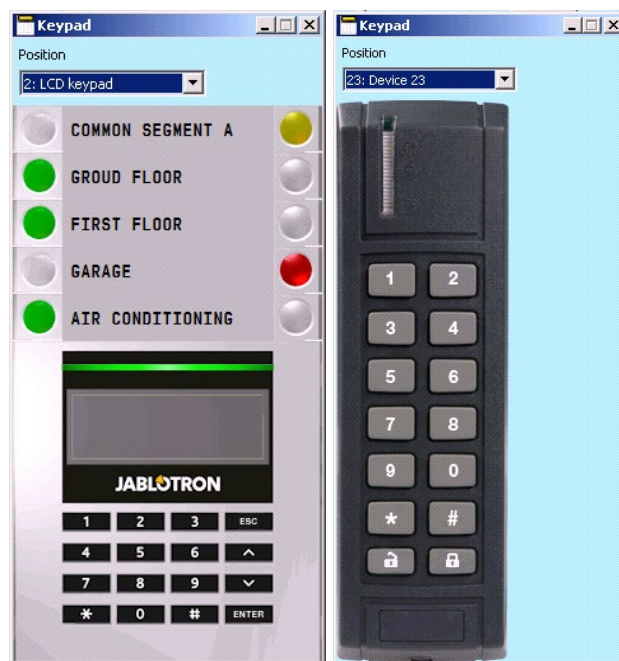 Keypad
Position
2: LCD keypad
COMMON SEGMENT A
GROUD FLOOR
FIRST FLOOR
GARAGE
AIR CONDITIONING
JABLOTRON
1 2 3 ESC
4 5 6
7 8 9
* 0 # ENTER
Keypad
Position
23: Device 23
1 2
3 4
5 6
7 8
9 0
* #